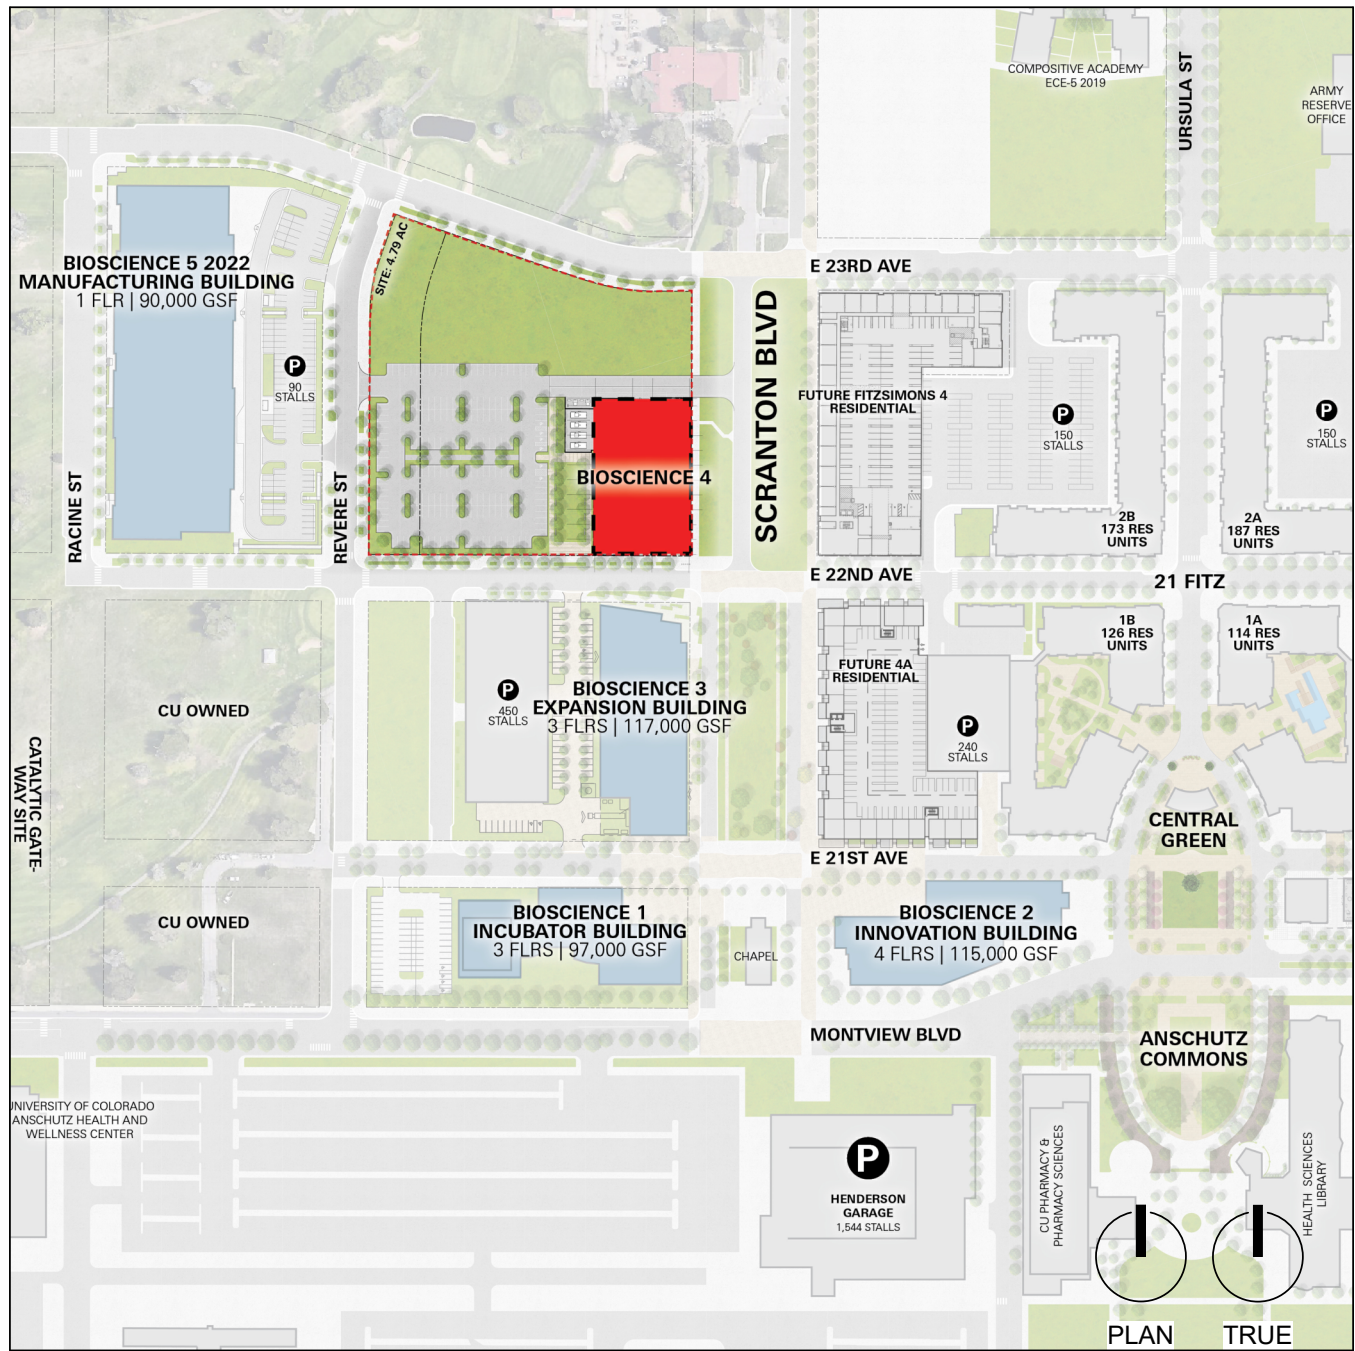 COMPOSITIVE ACADEMY
ECE-5 2019
URSULA ST
ARMY
RESERVE
OFFICE
SITE: 4.79 AC
BIOSCIENCE 5 2022
MANUFACTURING BUILDING
1 FLR | 90,000 GSF
E 23RD AVE
SCRANTON BLVD
P
90
STALLS
FUTURE FITZSIMONS 4
RESIDENTIAL
P
150
STALLS
P
150
STALLS
RACINE ST
REVERE ST
BIOSCIENCE 4
2B
173 RES
UNITS
2A
187 RES
UNITS
E 22ND AVE
21 FITZ
1B
126 RES
UNITS
1A
114 RES
UNITS
FUTURE 4A
RESIDENTIAL
CU OWNED
P
450
STALLS
BIOSCIENCE 3
EXPANSION BUILDING
3 FLRS | 117,000 GSF
P
240
STALLS
CATALYTIC GATE-
WAY SITE
CENTRAL
GREEN
E 21ST AVE
CU OWNED
BIOSCIENCE 1
INCUBATOR BUILDING
3 FLRS | 97,000 GSF
CHAPEL
BIOSCIENCE 2
INNOVATION BUILDING
4 FLRS | 115,000 GSF
MONTVIEW BLVD
ANSCHUTZ
COMMONS
UNIVERSITY OF COLORADO
ANSCHUTZ HEALTH AND
WELLNESS CENTER
P
HENDERSON
GARAGE
1,544 STALLS
CU PHARMACY &
PHARMACY SCIENCES
HEALTH SCIENCES
LIBRARY
PLAN
TRUE